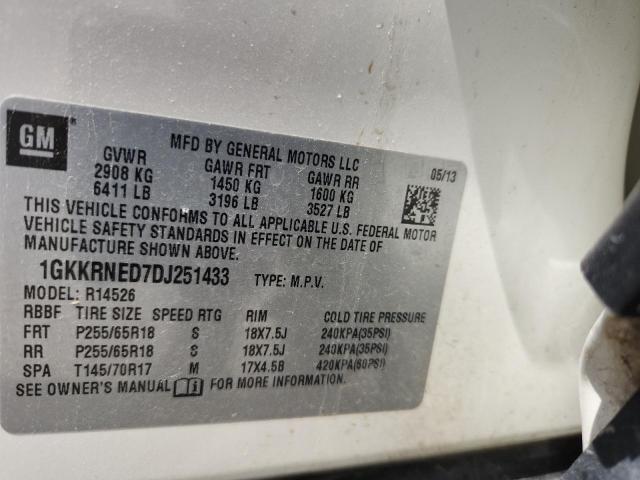 GM
MFD BY GENERAL MOTORS LLC
05/13
GVWR GAWR FRT GAWR RR
2908 KG 1450 KG 1600 KG
6411 LB 3196 LB 3527 LB
THIS VEHICLE CONFORMS TO ALL APPLICABLE U.S. FEDERAL MOTOR
VEHICLE SAFETY STANDARDS IN EFFECT ON THE DATE OF
MANUFACTURE SHOWN ABOVE.
1GKKRNED7DJ251433 TYPE: M.P.V.
MODEL: R14526
RBBF TIRE SIZE SPEED RTG RIM COLD TIRE PRESSURE
FRT P255/65R18 S 18X7.5J 240KPA(35PSI)
RR P255/65R18 S 18X7.5J 240KPA(35PSI)
SPA T145/70R17 M 17X4.5B 420KPA(60PSI)
SEE OWNER'S MANUAL FOR MORE INFORMATION